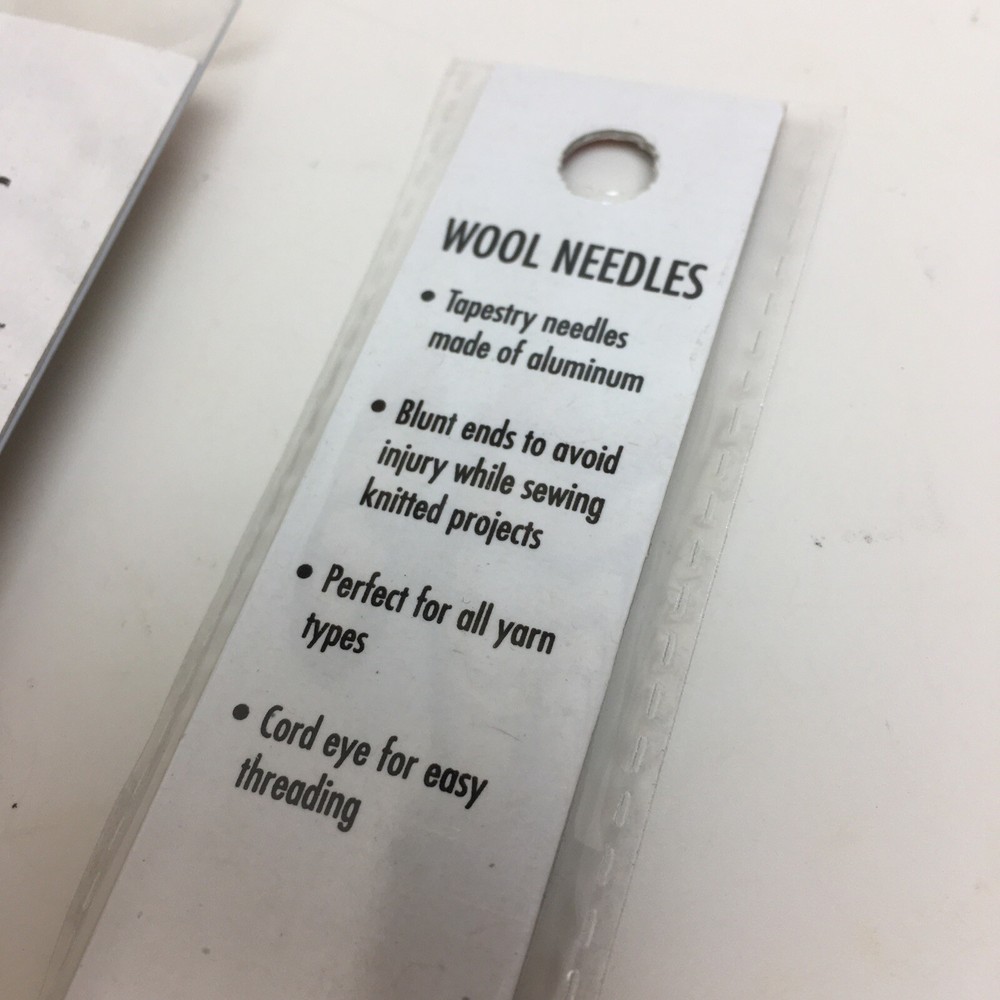 WOOL NEEDLES
• Tapestry needles
made of aluminum
• Blunt ends to avoid
injury while sewing
knitted projects
• Perfect for all yarn
types
• Cord eye for easy
threading